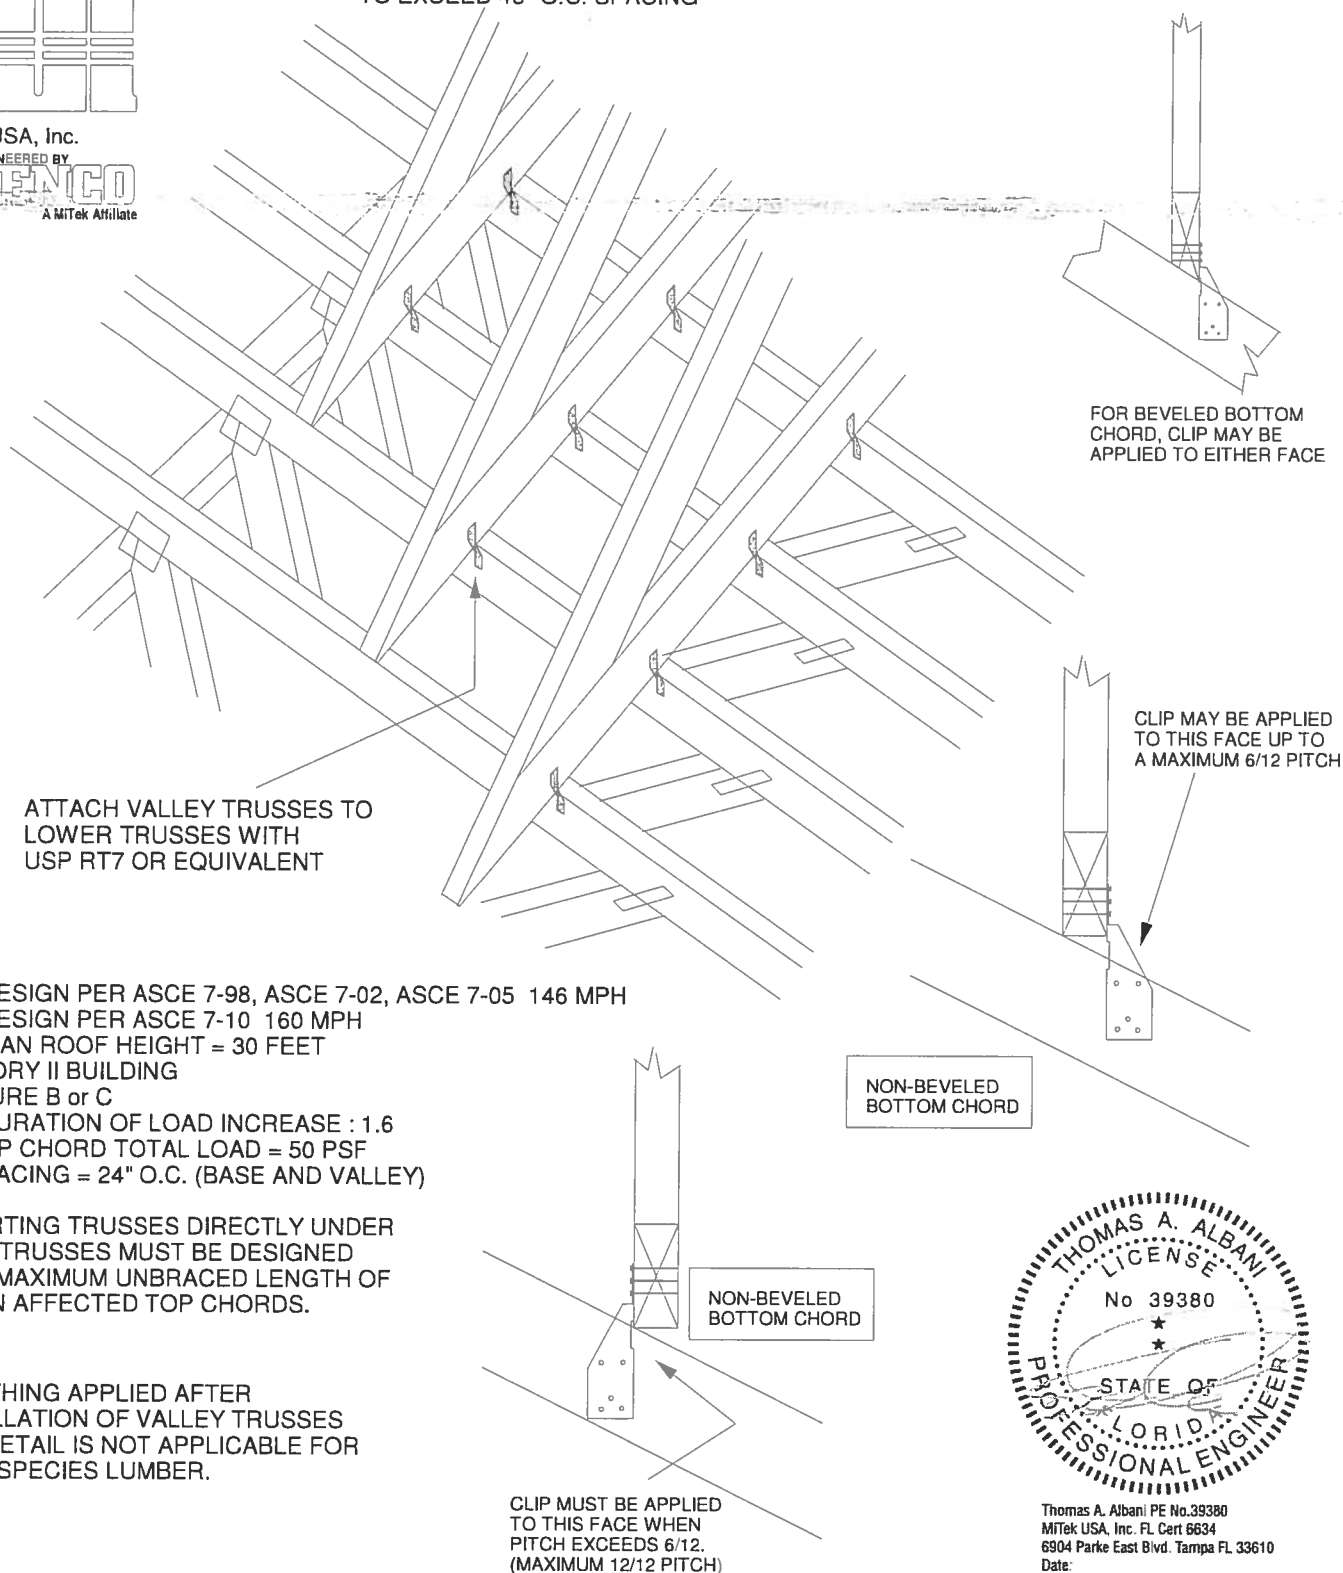 TO EXCEED 48" O.C. SPACING
USA, Inc.
NEERED BY
ENCO
A MiTek Affiliate
FOR BEVELED BOTTOM
CHORD, CLIP MAY BE
APPLIED TO EITHER FACE
CLIP MAY BE APPLIED
TO THIS FACE UP TO
A MAXIMUM 6/12 PITCH
ATTACH VALLEY TRUSSES TO
LOWER TRUSSES WITH
USP RT7 OR EQUIVALENT
ESIGN PER ASCE 7-98, ASCE 7-02, ASCE 7-05 146 MPH
ESIGN PER ASCE 7-10 160 MPH
AN ROOF HEIGHT = 30 FEET
ORY II BUILDING
URE B or C
URATION OF LOAD INCREASE : 1.6
P CHORD TOTAL LOAD = 50 PSF
ACING = 24" O.C. (BASE AND VALLEY)
RTING TRUSSES DIRECTLY UNDER
TRUSSES MUST BE DESIGNED
MAXIMUM UNBRACED LENGTH OF
N AFFECTED TOP CHORDS.
THING APPLIED AFTER
LLATION OF VALLEY TRUSSES
ETAIL IS NOT APPLICABLE FOR
SPECIES LUMBER.
NON-BEVELED
BOTTOM CHORD
NON-BEVELED
BOTTOM CHORD
CLIP MUST BE APPLIED
TO THIS FACE WHEN
PITCH EXCEEDS 6/12.
(MAXIMUM 12/12 PITCH)
THOMAS A. ALBANI
LICENSE
No 39380
STATE OF
LORIDA
PROFESSIONAL ENGINEER
Thomas A. Albani PE No.39380
MiTek USA, Inc. FL Cert 6634
6904 Parke East Blvd. Tampa FL 33610
Date: